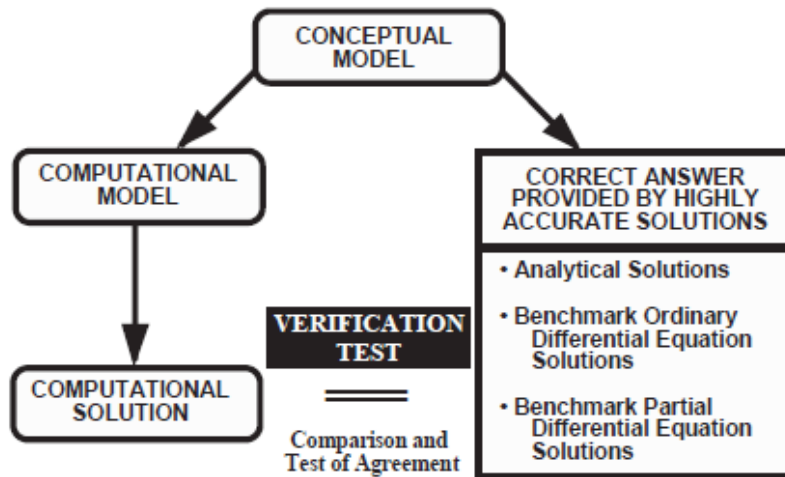 CONCEPTUAL
MODEL
COMPUTATIONAL
MODEL
CORRECT ANSWER
PROVIDED BY HIGHLY
ACCURATE SOLUTIONS
• Analytical Solutions
• Benchmark Ordinary
Differential Equation
Solutions
• Benchmark Partial
Differential Equation
Solutions
VERIFICATION
TEST
COMPUTATIONAL
SOLUTION
Comparison and
Test of Agreement